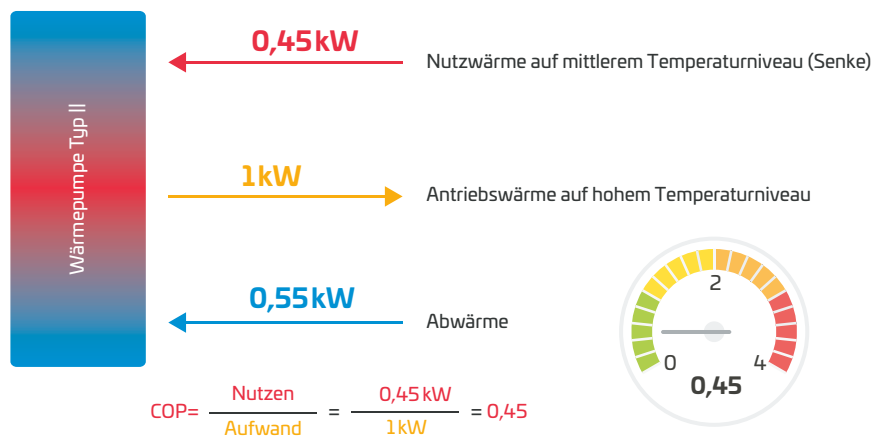 Wärmepumpe Typ II
0,45 kW
Nutzwärme auf mittlerem Temperaturniveau (Senke)
1 kW
Antriebswärme auf hohem Temperaturniveau
0,55 kW
Abwärme
2
0
4
0,45
COP= Nutzen / Aufwand = 0,45 kW / 1 kW = 0,45